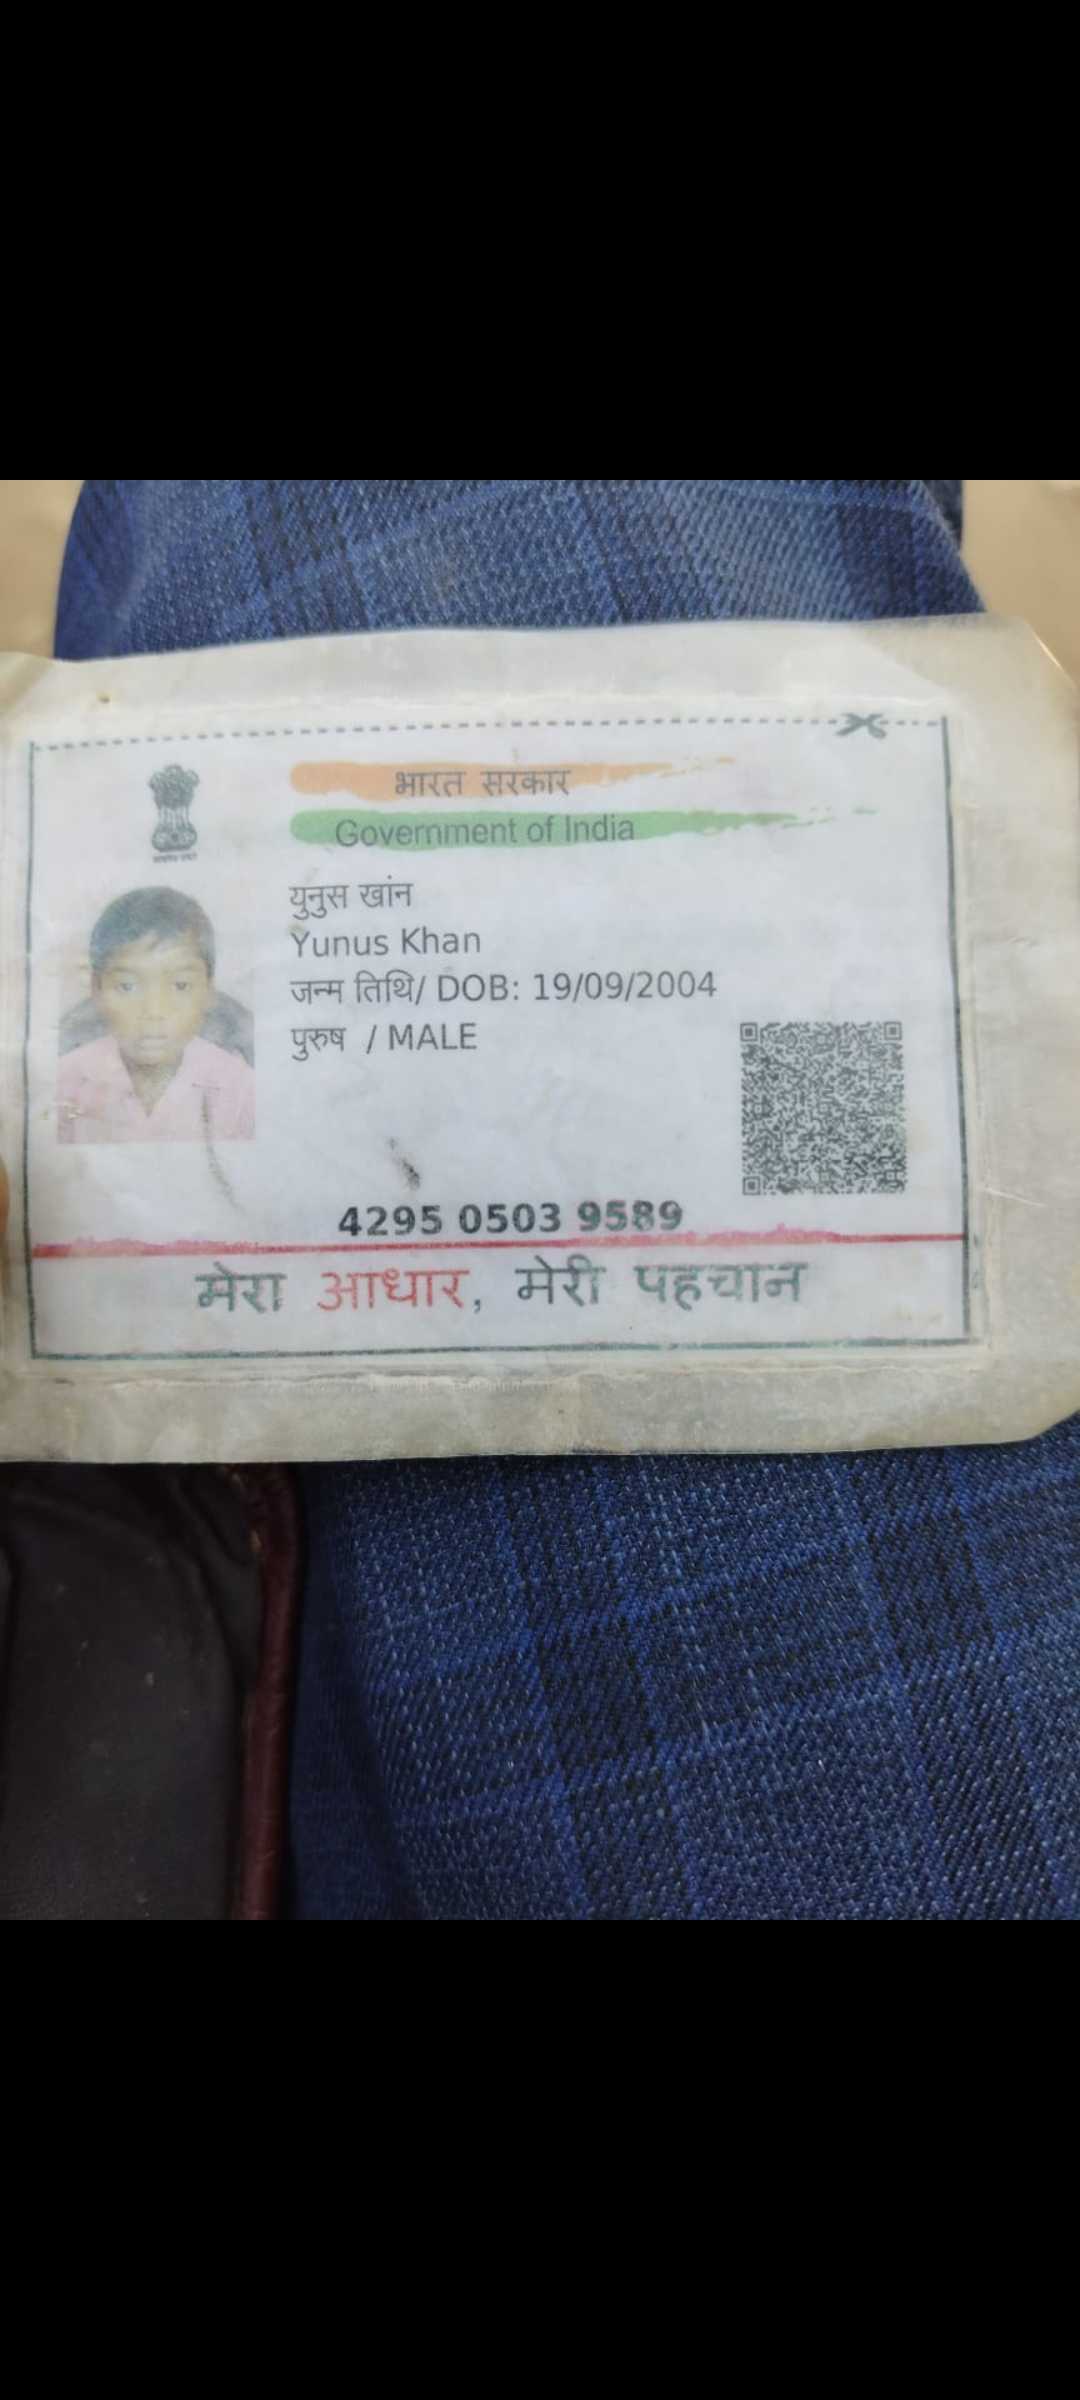 भारत सरकार
Government of India
युनुस खांन
Yunus Khan
जन्म तिथि/ DOB: 19/09/2004
पुरुष / MALE
4295 0503 9589
मेरा आधार, मेरी पहचान